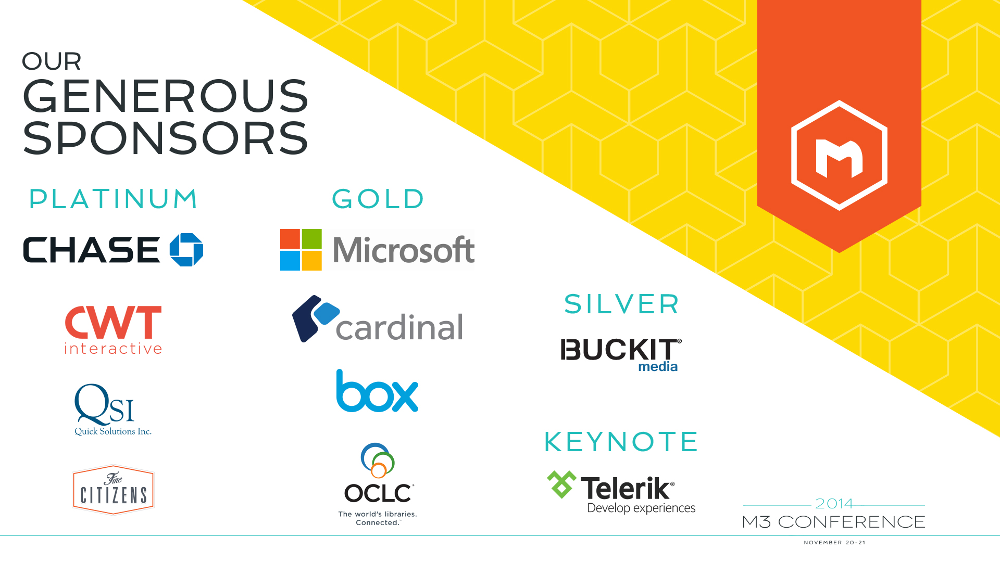 OUR
GENEROUS
SPONSORS
PLATINUM
CHASE
CWT
interactive
QSI
Quick Solutions Inc.
Fine
CITIZENS
GOLD
Microsoft
cardinal
box
OCLC®
The world's libraries.
Connected.™
SILVER
BUCKIT®
media
KEYNOTE
Telerik®
Develop experiences
m
2014
M3 CONFERENCE
NOVEMBER 20-21